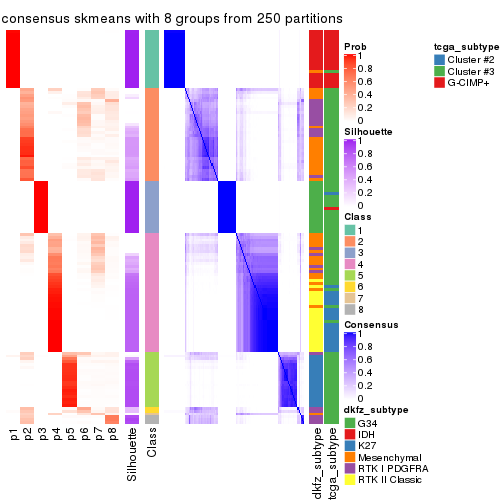 consensus skmeans with 8 groups from 250 partitions
Prob
1
0.8
0.6
0.4
0.2
0
Silhouette
1
0.8
0.6
0.4
0.2
0
Class
1
2
3
4
5
6
7
8
Consensus
1
0.8
0.6
0.4
0.2
0
dkfz_subtype
G34
IDH
K27
Mesenchymal
RTK I PDGFRA
RTK II Classic
tcga_subtype
Cluster #2
Cluster #3
G-CIMP+
p1
p2
p3
p4
p5
p6
p7
p8
Silhouette
Class
dkfz_subtype
tcga_subtype